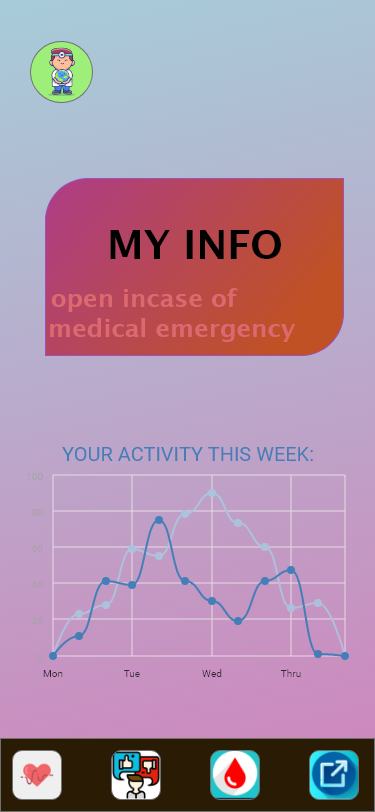 MY INFO
open incase of
medical emergency
YOUR ACTIVITY THIS WEEK:
100
80
60
40
20
Mon Tue Wed Thru